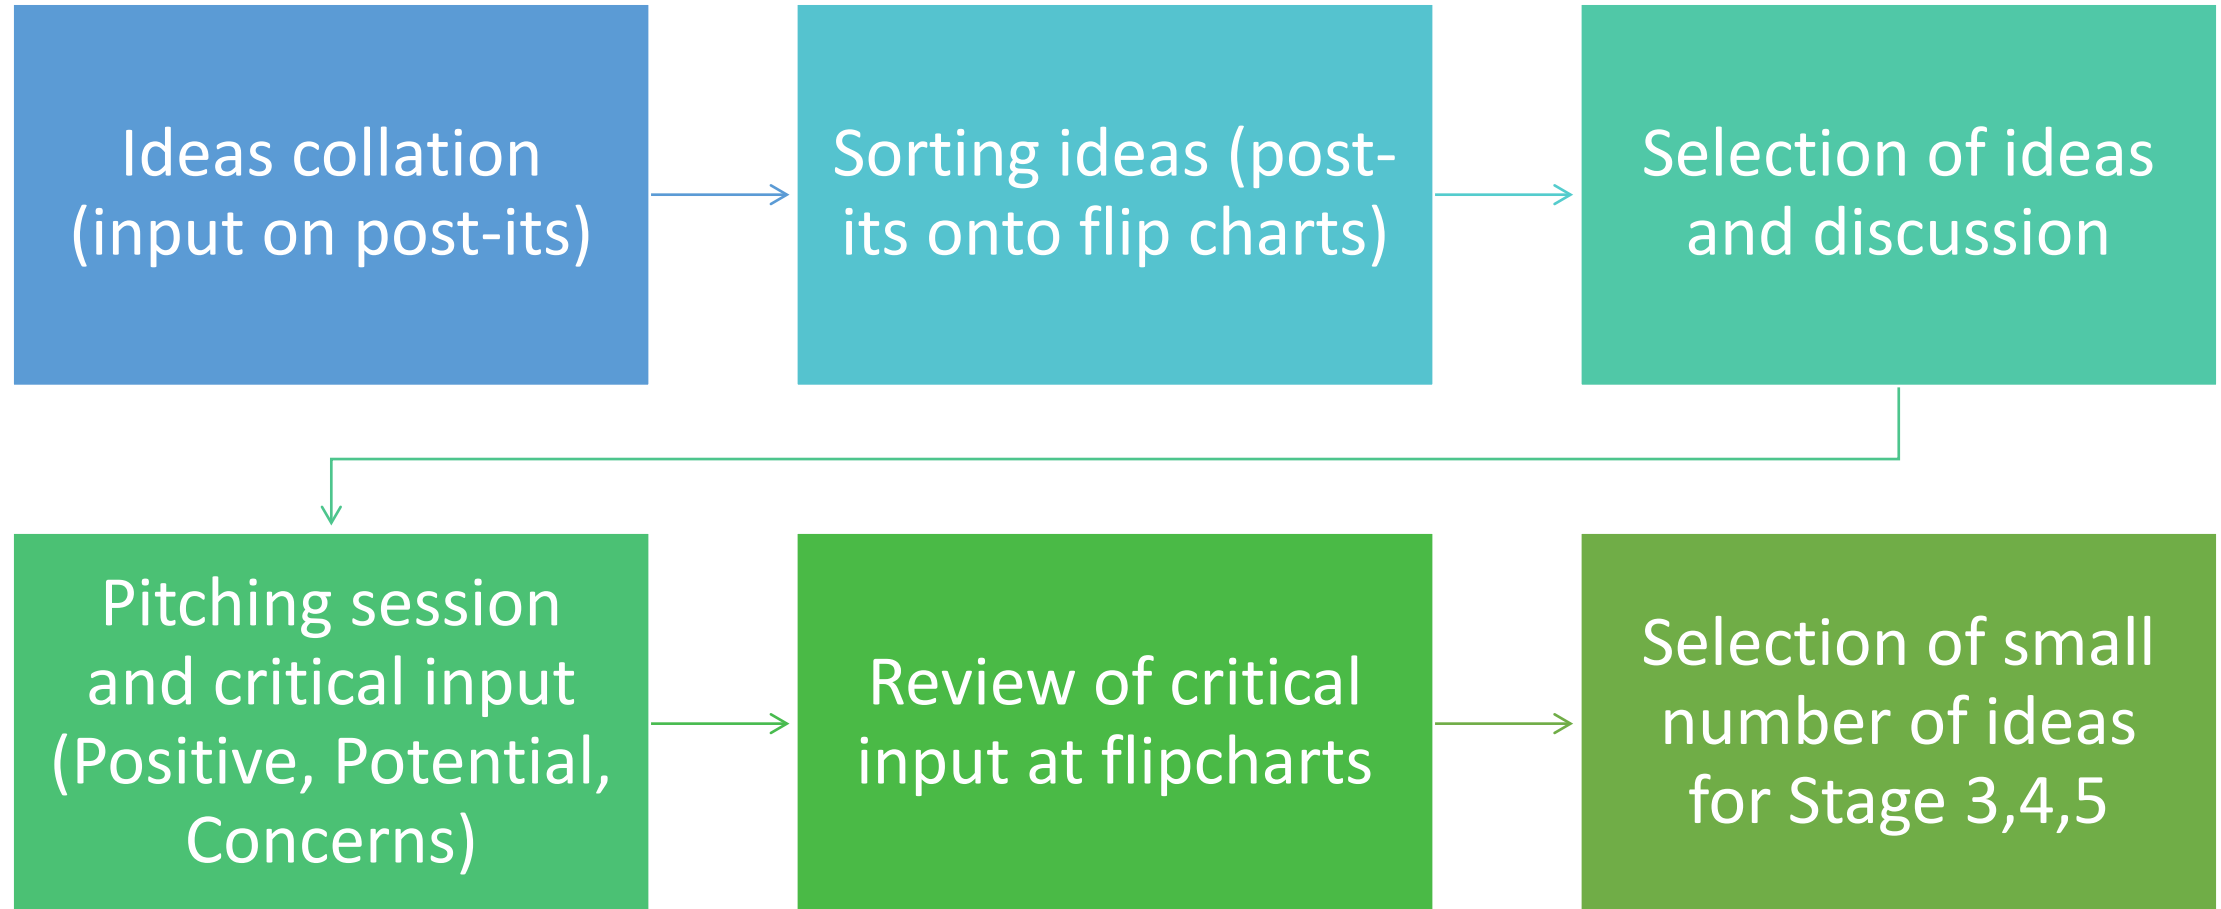 Ideas collation
(input on post-its)
Sorting ideas (post-
its onto flip charts)
Selection of ideas
and discussion
Pitching session
and critical input
(Positive, Potential,
Concerns)
Review of critical
input at flipcharts
Selection of small
number of ideas
for Stage 3,4,5